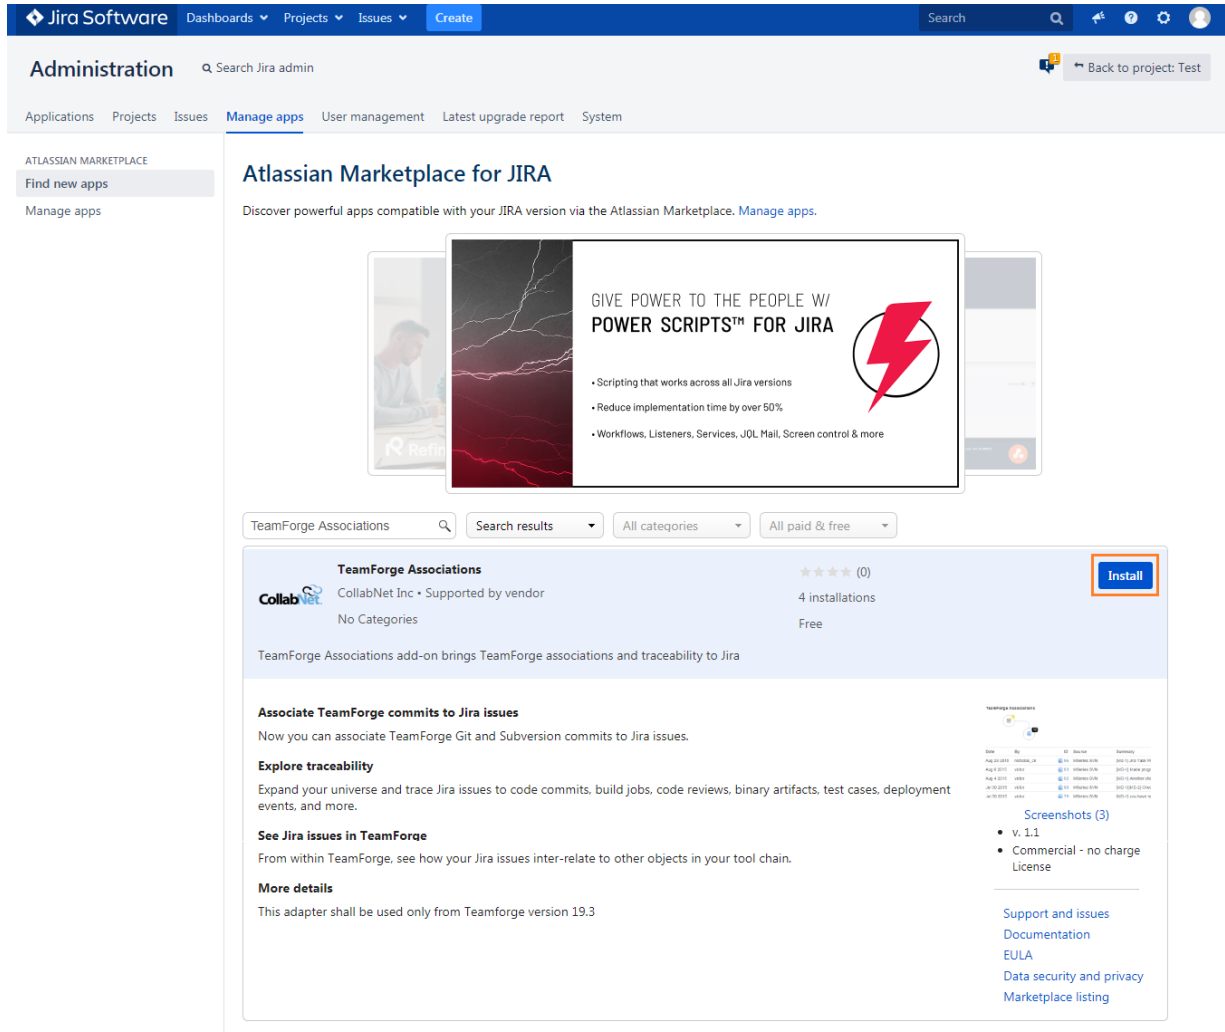 Jira Software Dashboards Projects Issues Create Search
Administration Search Jira admin 1 Back to project: Test
Applications Projects Issues Manage apps User management Latest upgrade report System
ATLASSIAN MARKETPLACE
Find new apps
Manage apps
Atlassian Marketplace for JIRA
Discover powerful apps compatible with your JIRA version via the Atlassian Marketplace. Manage apps.
GIVE POWER TO THE PEOPLE W/
POWER SCRIPTS™ FOR JIRA
• Scripting that works across all Jira versions
• Reduce implementation time by over 50%
• Workflows, Listeners, Services, JQL Mail, Screen control & more
Refin
TeamForge Associations Search results All categories All paid & free
TeamForge Associations (0) Install
CollabNet
CollabNet Inc • Supported by vendor 4 installations
No Categories Free
TeamForge Associations add-on brings TeamForge associations and traceability to Jira
Associate TeamForge commits to Jira issues
Now you can associate TeamForge Git and Subversion commits to Jira issues.
Explore traceability
Expand your universe and trace Jira issues to code commits, build jobs, code reviews, binary artifacts, test cases, deployment
events, and more.
See Jira issues in TeamForge
From within TeamForge, see how your Jira issues inter-relate to other objects in your tool chain.
More details
This adapter shall be used only from Teamforge version 19.3
TeamForge Associations
Date By ID Source Summary
Screenshots (3)
• v. 1.1
• Commercial - no charge
License
Support and issues
Documentation
EULA
Data security and privacy
Marketplace listing